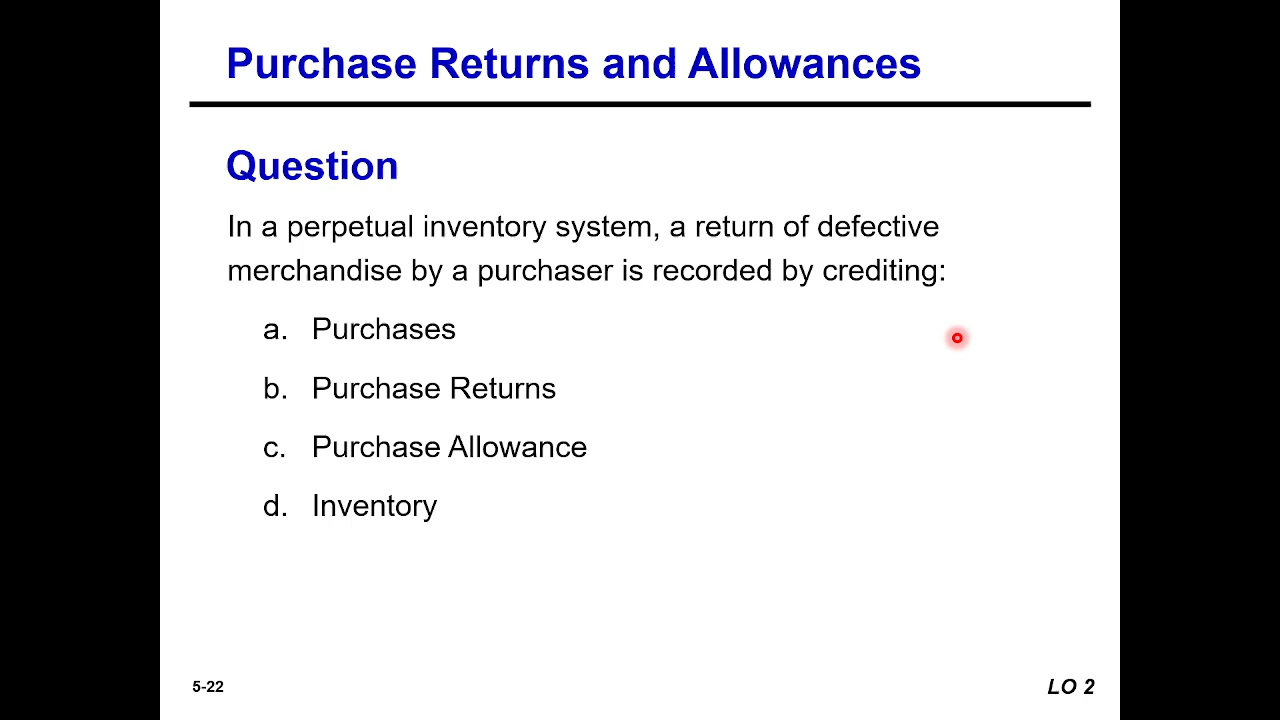 Purchase Returns and Allowances
Question
In a perpetual inventory system, a return of defective
merchandise by a purchaser is recorded by crediting:
a. Purchases
b. Purchase Returns
c. Purchase Allowance
d. Inventory
5-22
LO 2